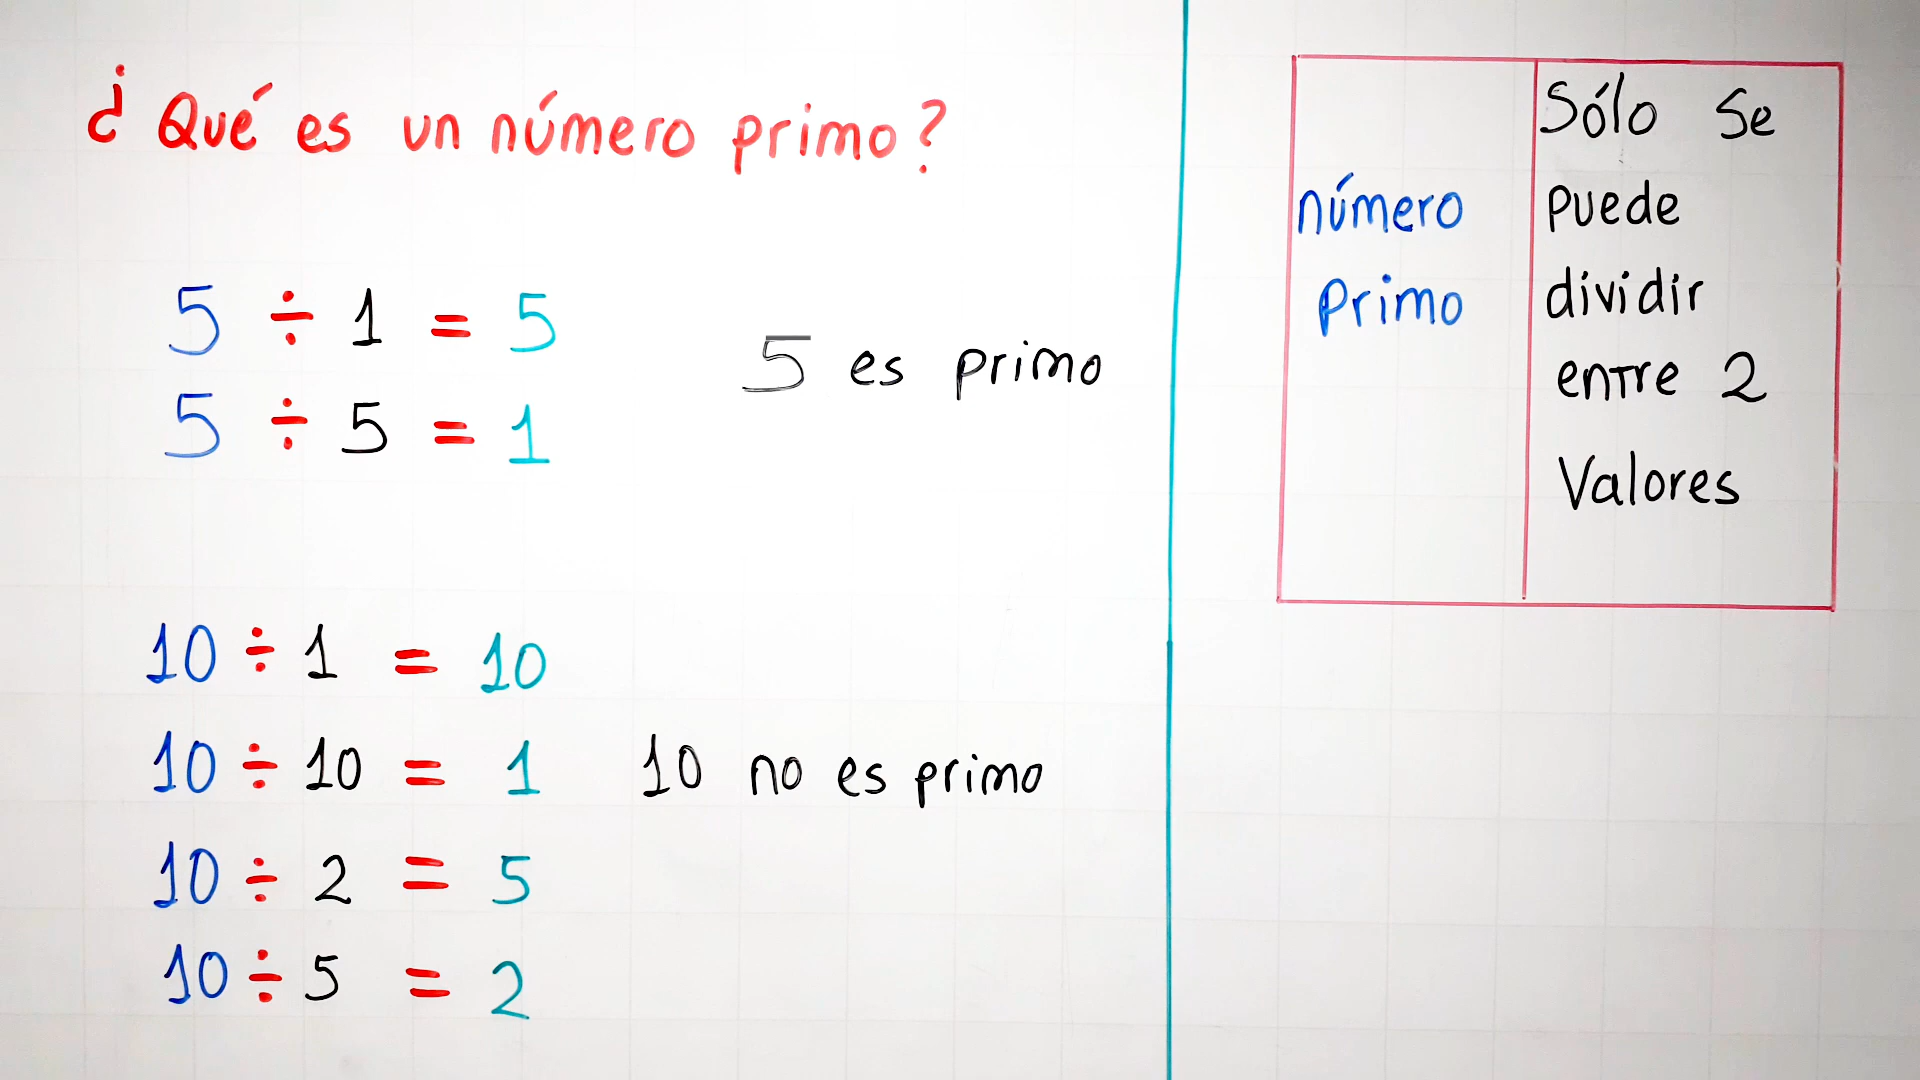 ¿Qué es un número primo?
5 ÷ 1 = 5
5 ÷ 5 = 1
5 es primo
10 ÷ 1 = 10
10 ÷ 10 = 1
10 no es primo
10 ÷ 2 = 5
10 ÷ 5 = 2
número
primo
Sólo se
puede
dividir
entre 2
Valores